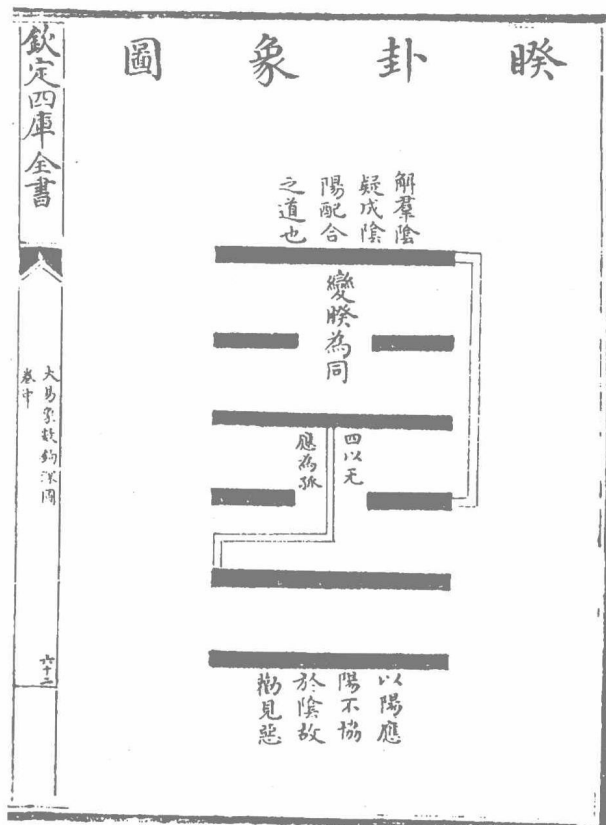 睽卦象圖
解羣陰
疑成陰
陽配合
之道也
變睽為同
四以无
應為孤
以陽應
陽不協
於陰故
勸見惡
欽定四庫全書
大易象數鉤深圖
卷中
六十二